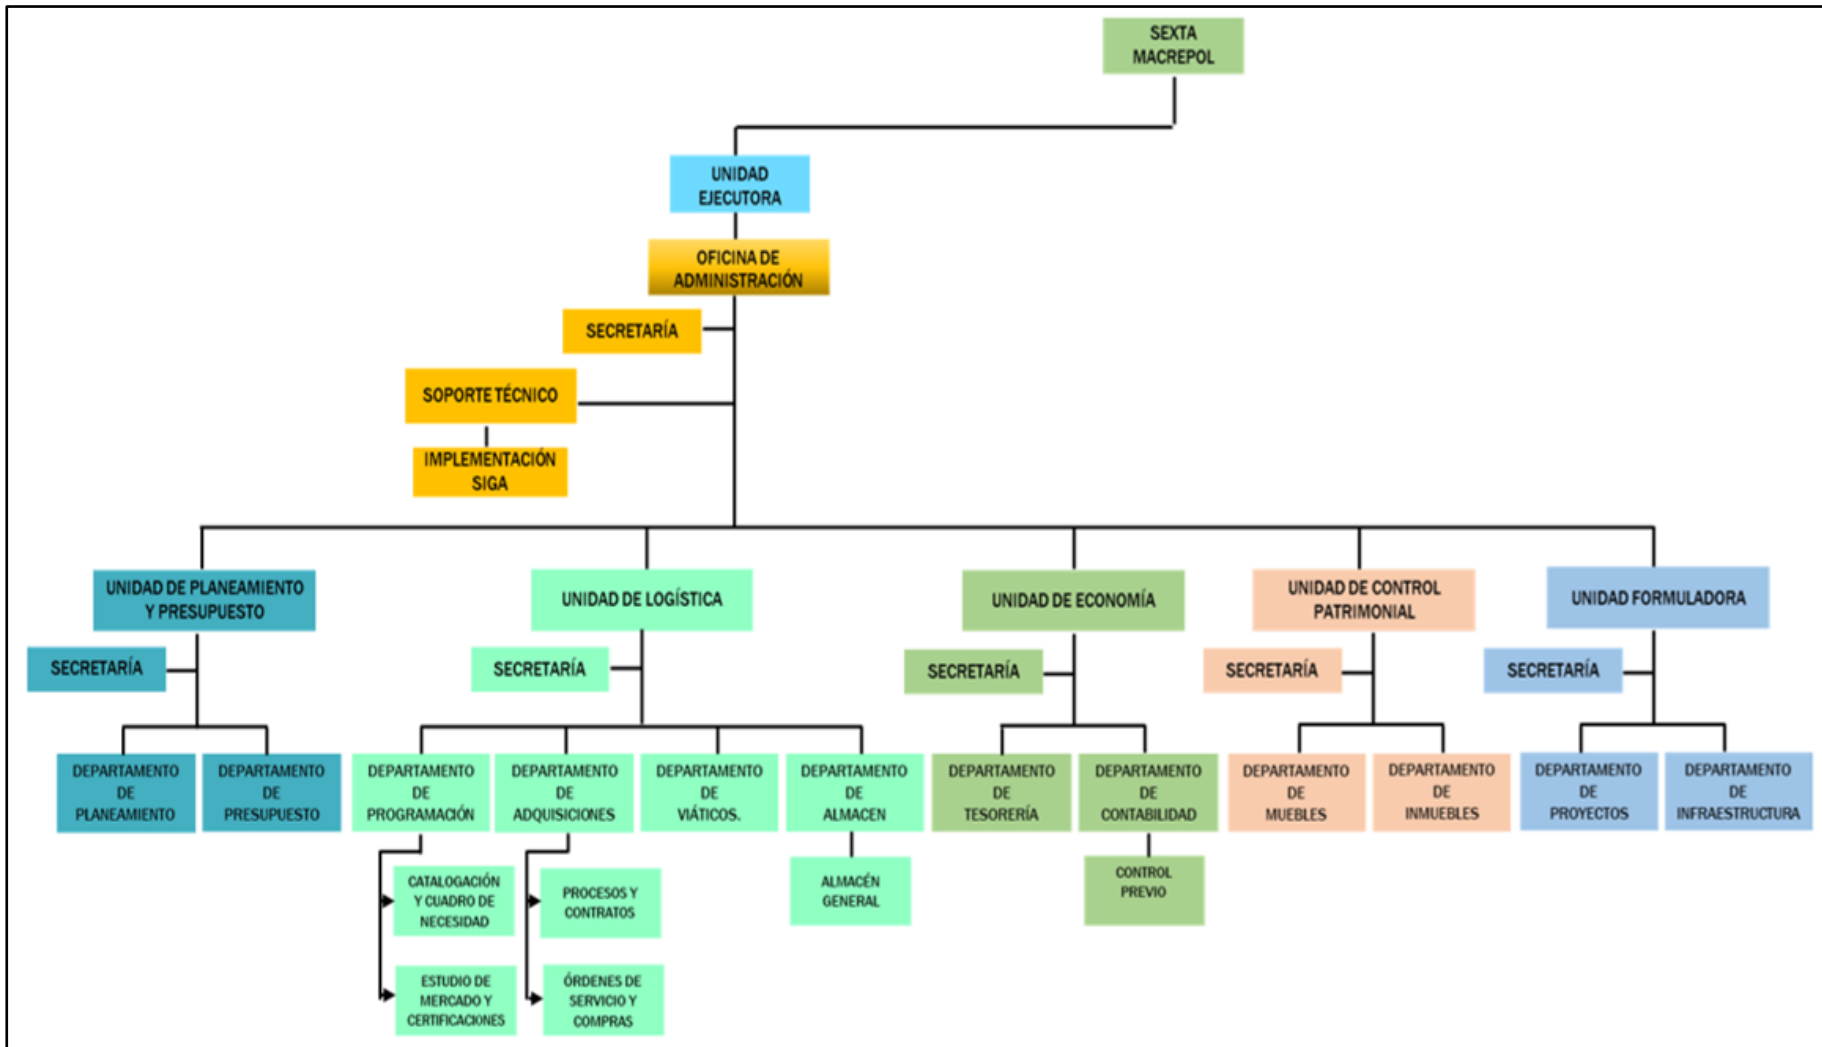 SEXTA
MACREPOL
UNIDAD
EJECUTORA
OFICINA DE
ADMINISTRACIÓN
SECRETARÍA
SOPORTE TÉCNICO
IMPLEMENTACIÓN
SIGA
UNIDAD DE PLANEAMIENTO
Y PRESUPUESTO
UNIDAD DE LOGÍSTICA
UNIDAD DE ECONOMÍA
UNIDAD DE CONTROL
PATRIMONIAL
UNIDAD FORMULADORA
SECRETARÍA
SECRETARÍA
SECRETARÍA
SECRETARÍA
SECRETARÍA
DEPARTAMENTO
DE
PLANEAMIENTO
DEPARTAMENTO
DE
PRESUPUESTO
DEPARTAMENTO
DE
PROGRAMACIÓN
DEPARTAMENTO
DE
ADQUISICIONES
DEPARTAMENTO
DE
VIÁTICOS.
DEPARTAMENTO
DE
ALMACEN
DEPARTAMENTO
DE
TESORERÍA
DEPARTAMENTO
DE
CONTABILIDAD
DEPARTAMENTO
DE
MUEBLES
DEPARTAMENTO
DE
INMUEBLES
DEPARTAMENTO
DE
PROYECTOS
DEPARTAMENTO
DE
INFRAESTRUCTURA
CATALOGACIÓN
Y CUADRO DE
NECESIDAD
PROCESOS Y
CONTRATOS
ALMACÉN
GENERAL
CONTROL
PREVIO
ESTUDIO DE
MERCADO Y
CERTIFICACIONES
ÓRDENES DE
SERVICIO Y
COMPRAS